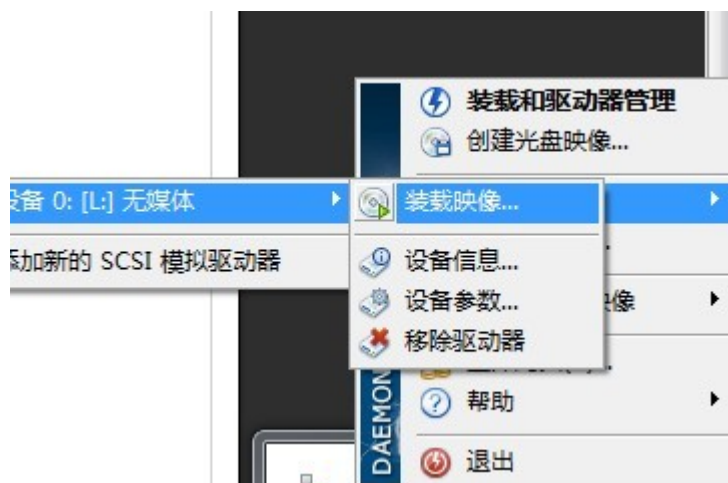 装载和驱动器管理
创建光盘映像...
设备 0: [L:] 无媒体
装载映像...
添加新的 SCSI 模拟驱动器
设备信息...
设备参数...
映像
移除驱动器
帮助
退出
DAEMON